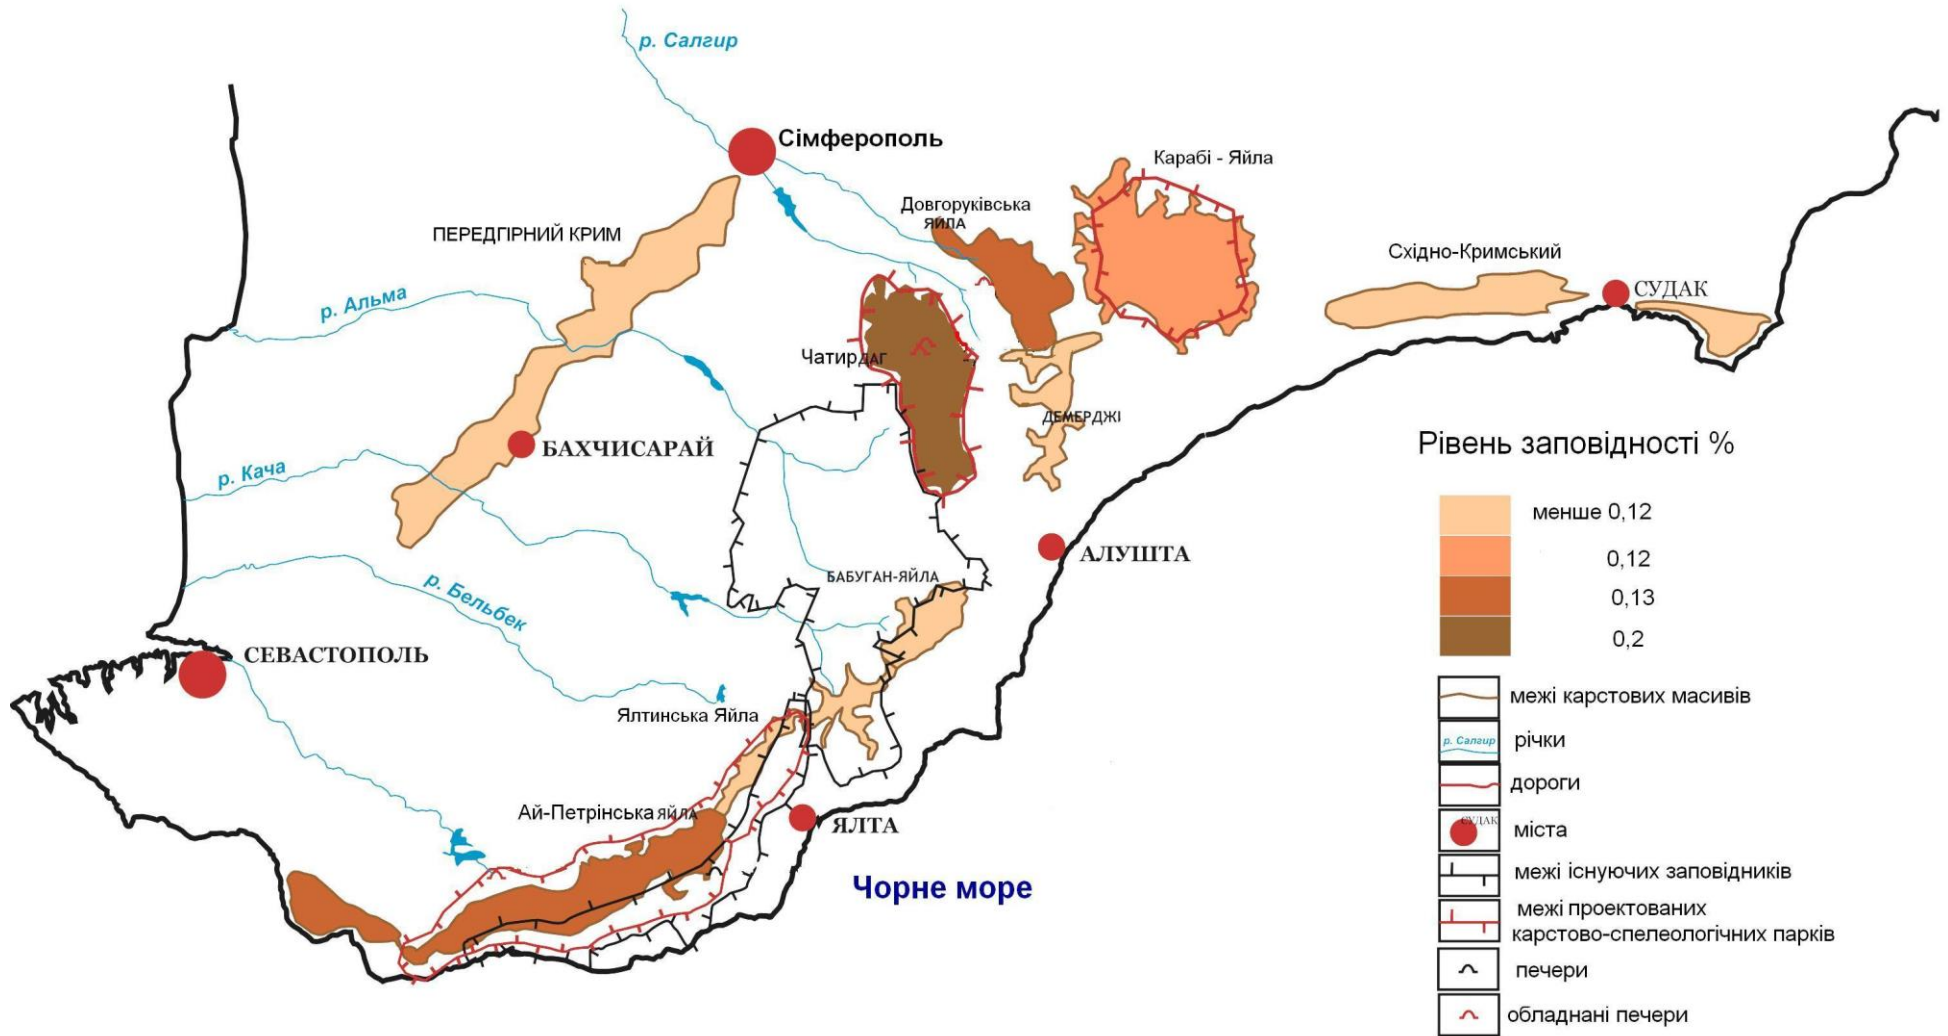 р. Салгир
Сімферополь
Карабі - Яйла
Довгоруківська
ЯЙЛА
ПЕРЕДГІРНИЙ КРИМ
Східно-Кримський
СУДАК
р. Альма
Чатирдаг
ДЕМЕРДЖІ
БАХЧИСАРАЙ
р. Кача
АЛУШТА
БАБУГАН-ЯЙЛА
р. Бельбек
СЕВАСТОПОЛЬ
Ялтинська Яйла
Ай-Петрінська ЯЙЛА
ЯЛТА
Чорне море
Рівень заповідності %
менше 0,12
0,12
0,13
0,2
межі карстових масивів
р. Салгир
річки
дороги
СУДАК
міста
межі існуючих заповідників
межі проектованих
карстово-спелеологічних парків
печери
обладнані печери